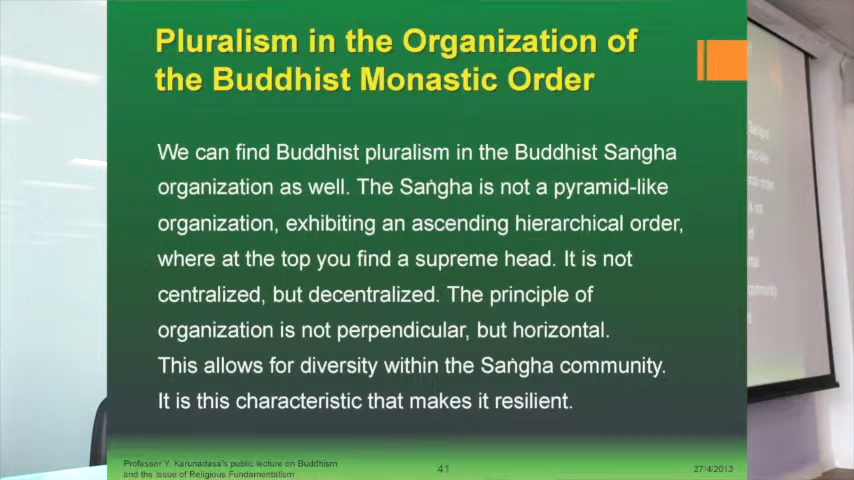 Pluralism in the Organization of
the Buddhist Monastic Order
We can find Buddhist pluralism in the Buddhist Saṅgha
organization as well. The Saṅgha is not a pyramid-like
organization, exhibiting an ascending hierarchical order,
where at the top you find a supreme head. It is not
centralized, but decentralized. The principle of
organization is not perpendicular, but horizontal.
This allows for diversity within the Saṅgha community.
It is this characteristic that makes it resilient.
Professor Y. Karunadasa's public lecture on Buddhism
and the Issue of Religious Fundamentalism
41
27/4/2013